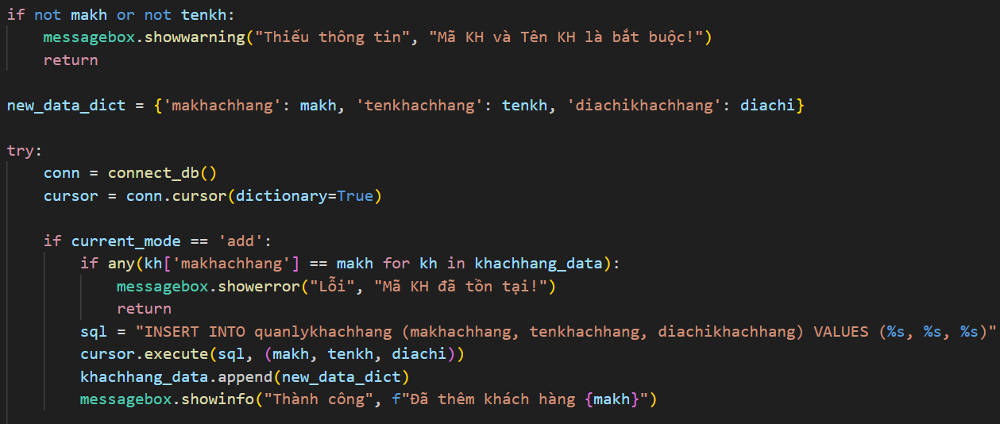 if not makh or not tenkh:
    messagebox.showwarning("Thiếu thông tin", "Mã KH và Tên KH là bắt buộc!")
    return

new_data_dict = {'makhachhang': makh, 'tenkhachhang': tenkh, 'diachikhachhang': diachi}

try:
    conn = connect_db()
    cursor = conn.cursor(dictionary=True)

    if current_mode == 'add':
        if any(kh['makhachhang'] == makh for kh in khachhang_data):
            messagebox.showerror("Lỗi", "Mã KH đã tồn tại!")
            return
        sql = "INSERT INTO quanlykhachhang (makhachhang, tenkhachhang, diachikhachhang) VALUES (%s, %s, %s)"
        cursor.execute(sql, (makh, tenkh, diachi))
        khachhang_data.append(new_data_dict)
        messagebox.showinfo("Thành công", f"Đã thêm khách hàng {makh}")